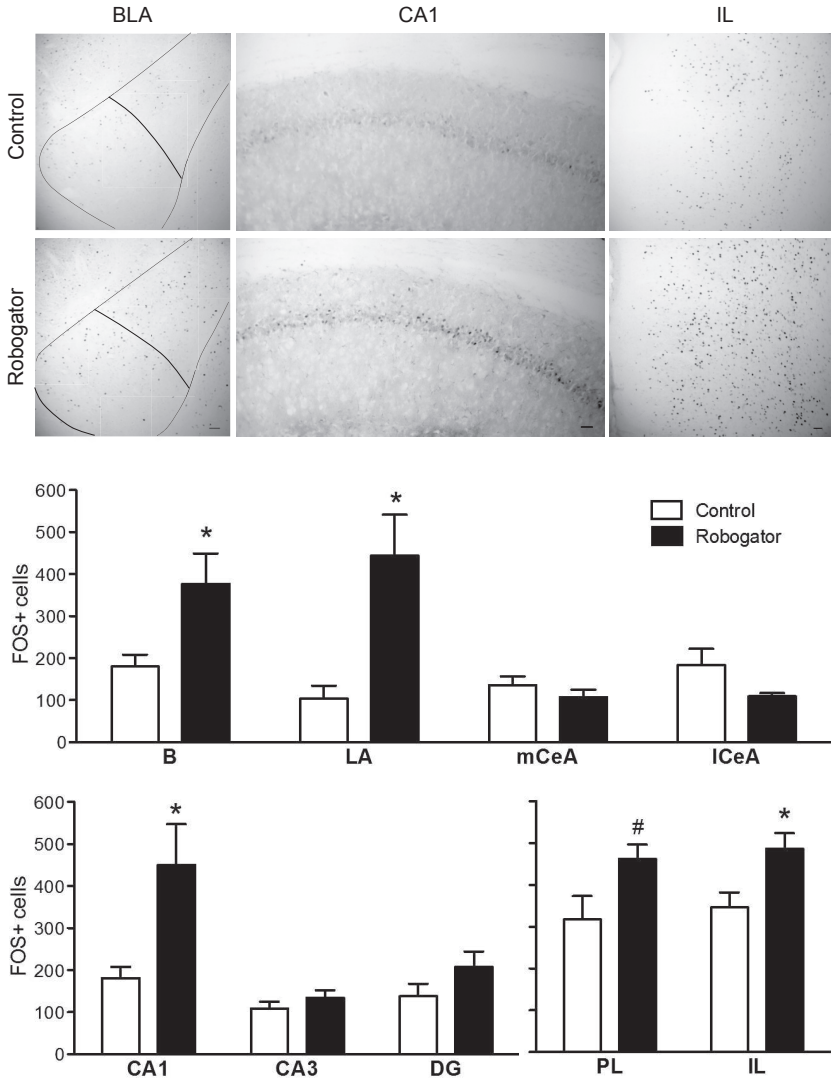 BLA CA1 IL
Control
Robogator
600
500
400
300
200
100
0
FOS+ cells
* *
Control
Robogator
B LA mCeA lCeA
600
500
400
300
200
100
0
FOS+ cells
* # *
CA1 CA3 DG PL IL